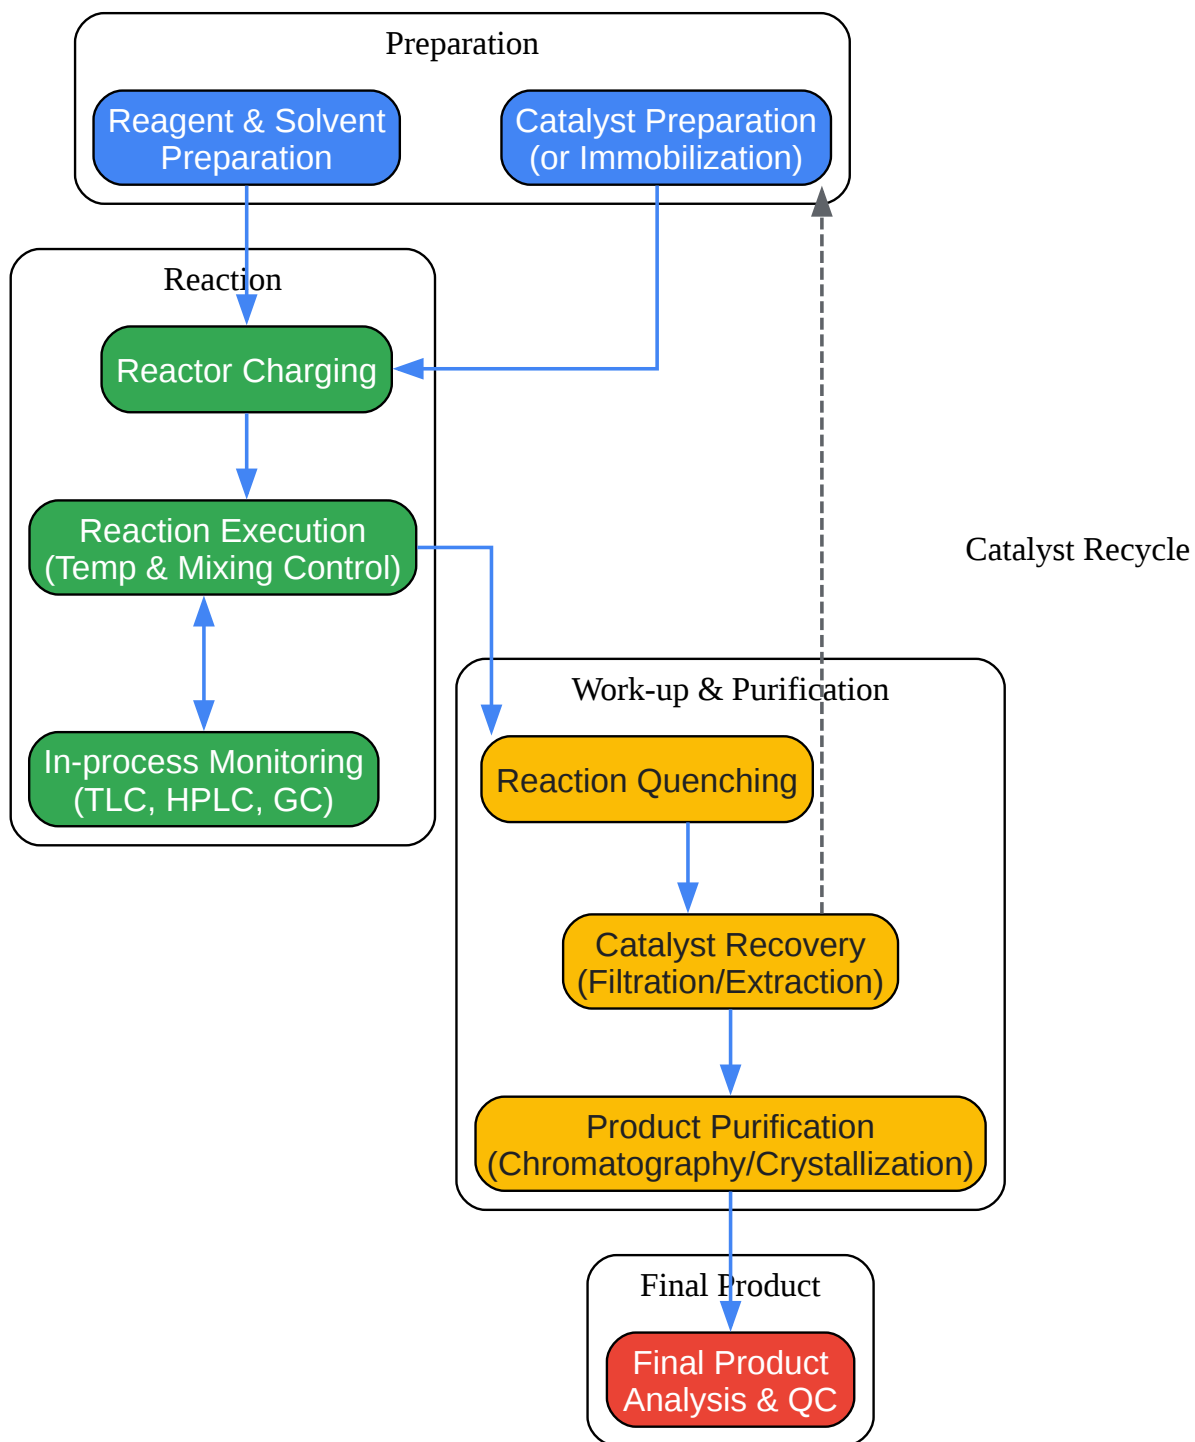 Preparation
Reagent & Solvent
Preparation
Catalyst Preparation
(or Immobilization)
Reaction
Reactor Charging
Reaction Execution
(Temp & Mixing Control)
Catalyst Recycle
In-process Monitoring
(TLC, HPLC, GC)
Work-up & Purification
Reaction Quenching
Catalyst Recovery
(Filtration/Extraction)
Product Purification
(Chromatography/Crystallization)
Final Product
Final Product
Analysis & QC